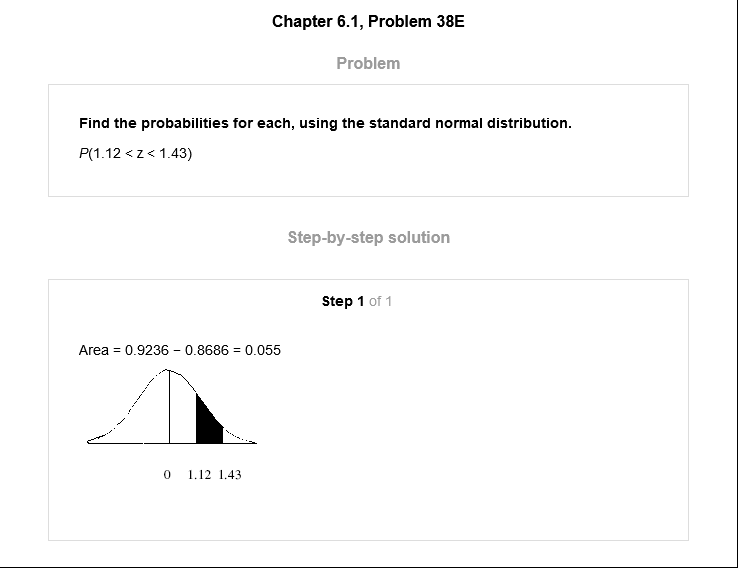 Chapter 6.1, Problem 38E
Problem
Find the probabilities for each, using the standard normal distribution.
P(1.12 < z < 1.43)
Step-by-step solution
Step 1 of 1
Area = 0.9236 − 0.8686 = 0.055
0 1.12 1.43